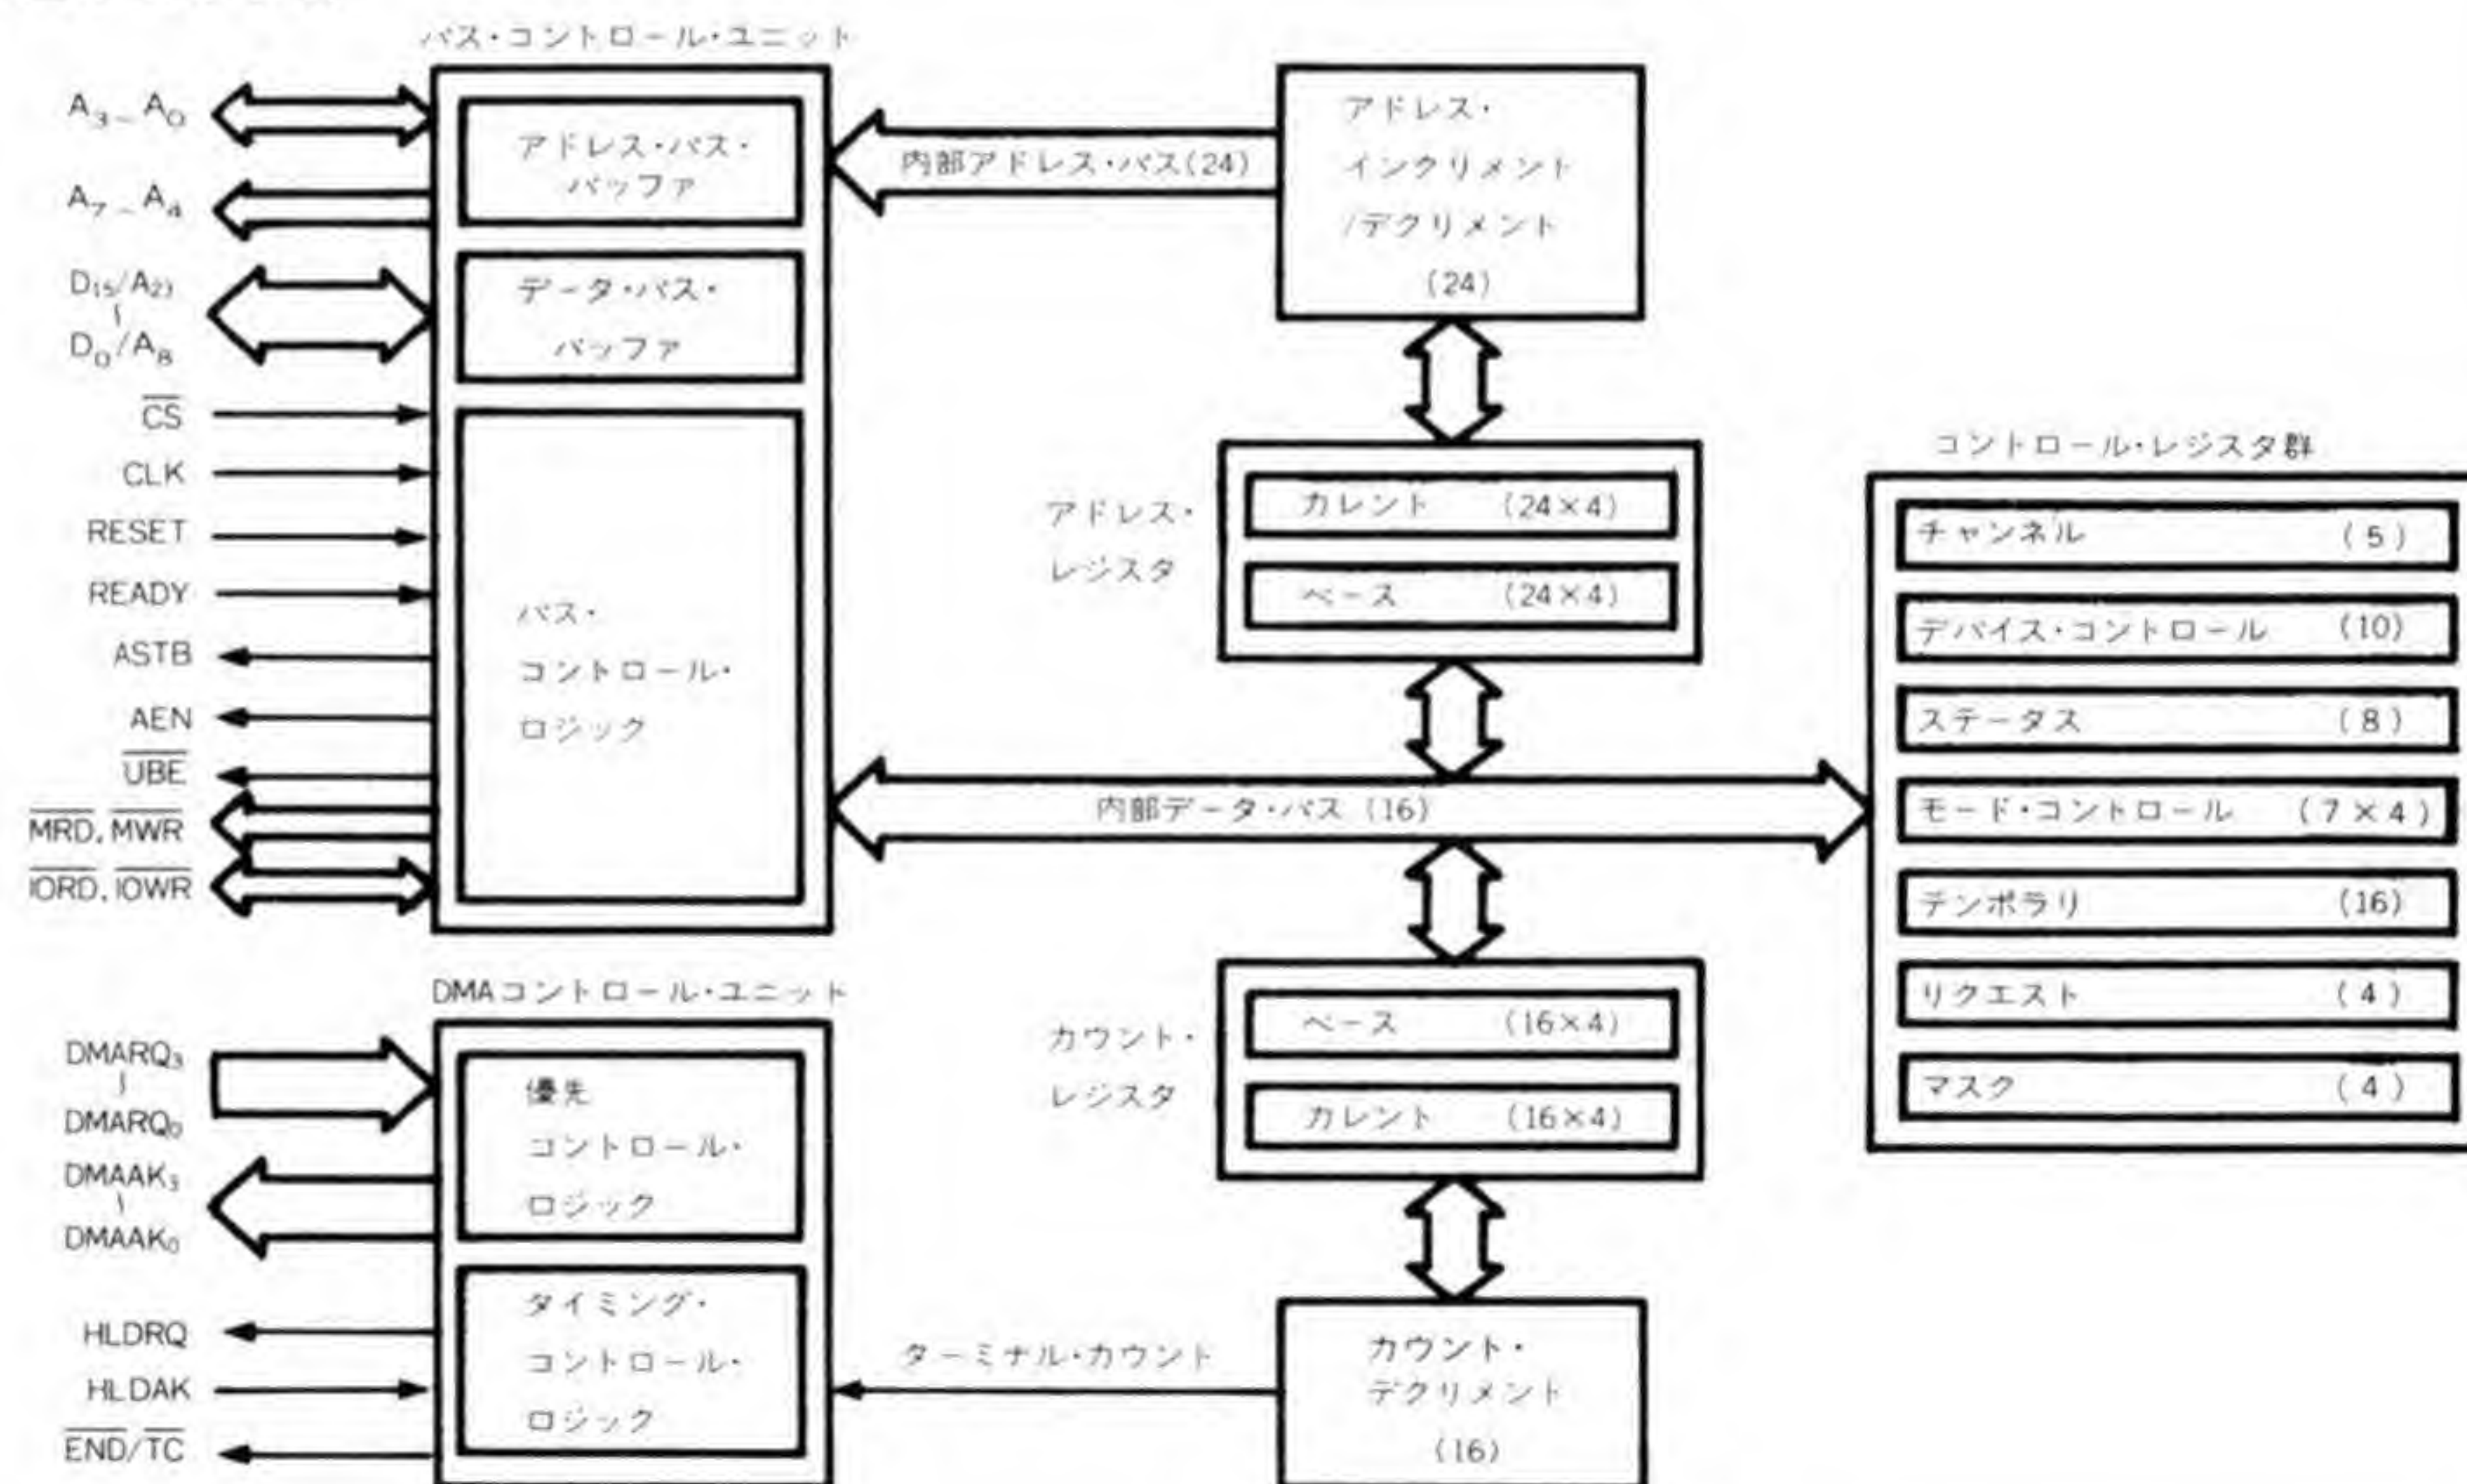 バス・コントロール・ユニット
A₃–A₀
A₇–A₄
D₁₅/A₂₃
D₀/A₈
C̅S̅
CLK
RESET
READY
ASTB
AEN
U̅B̅E̅
M̅R̅D̅, M̅W̅R̅
I̅O̅R̅D̅, I̅O̅W̅R̅
アドレス・バス・
バッファ
データ・バス・
バッファ
バス・
コントロール・
ロジック
内部アドレス・バス(24)
アドレス・
インクリメント
/デクリメント
(24)
アドレス・
レジスタ
カレント (24×4)
ベース (24×4)
内部データ・バス (16)
コントロール・レジスタ群
チャンネル (5)
デバイス・コントロール (10)
ステータス (8)
モード・コントロール (7×4)
テンポラリ (16)
リクエスト (4)
マスク (4)
DMAコントロール・ユニット
DMARQ₃
DMARQ₀
DMAAK₃
DMAAK₀
HLDRQ
HLDAK
E̅N̅D̅/T̅C̅
優先
コントロール・
ロジック
タイミング・
コントロール・
ロジック
ターミナル・カウント
カウント・
レジスタ
ベース (16×4)
カレント (16×4)
カウント・
デクリメント
(16)